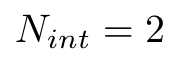 $N_{int} = 2$